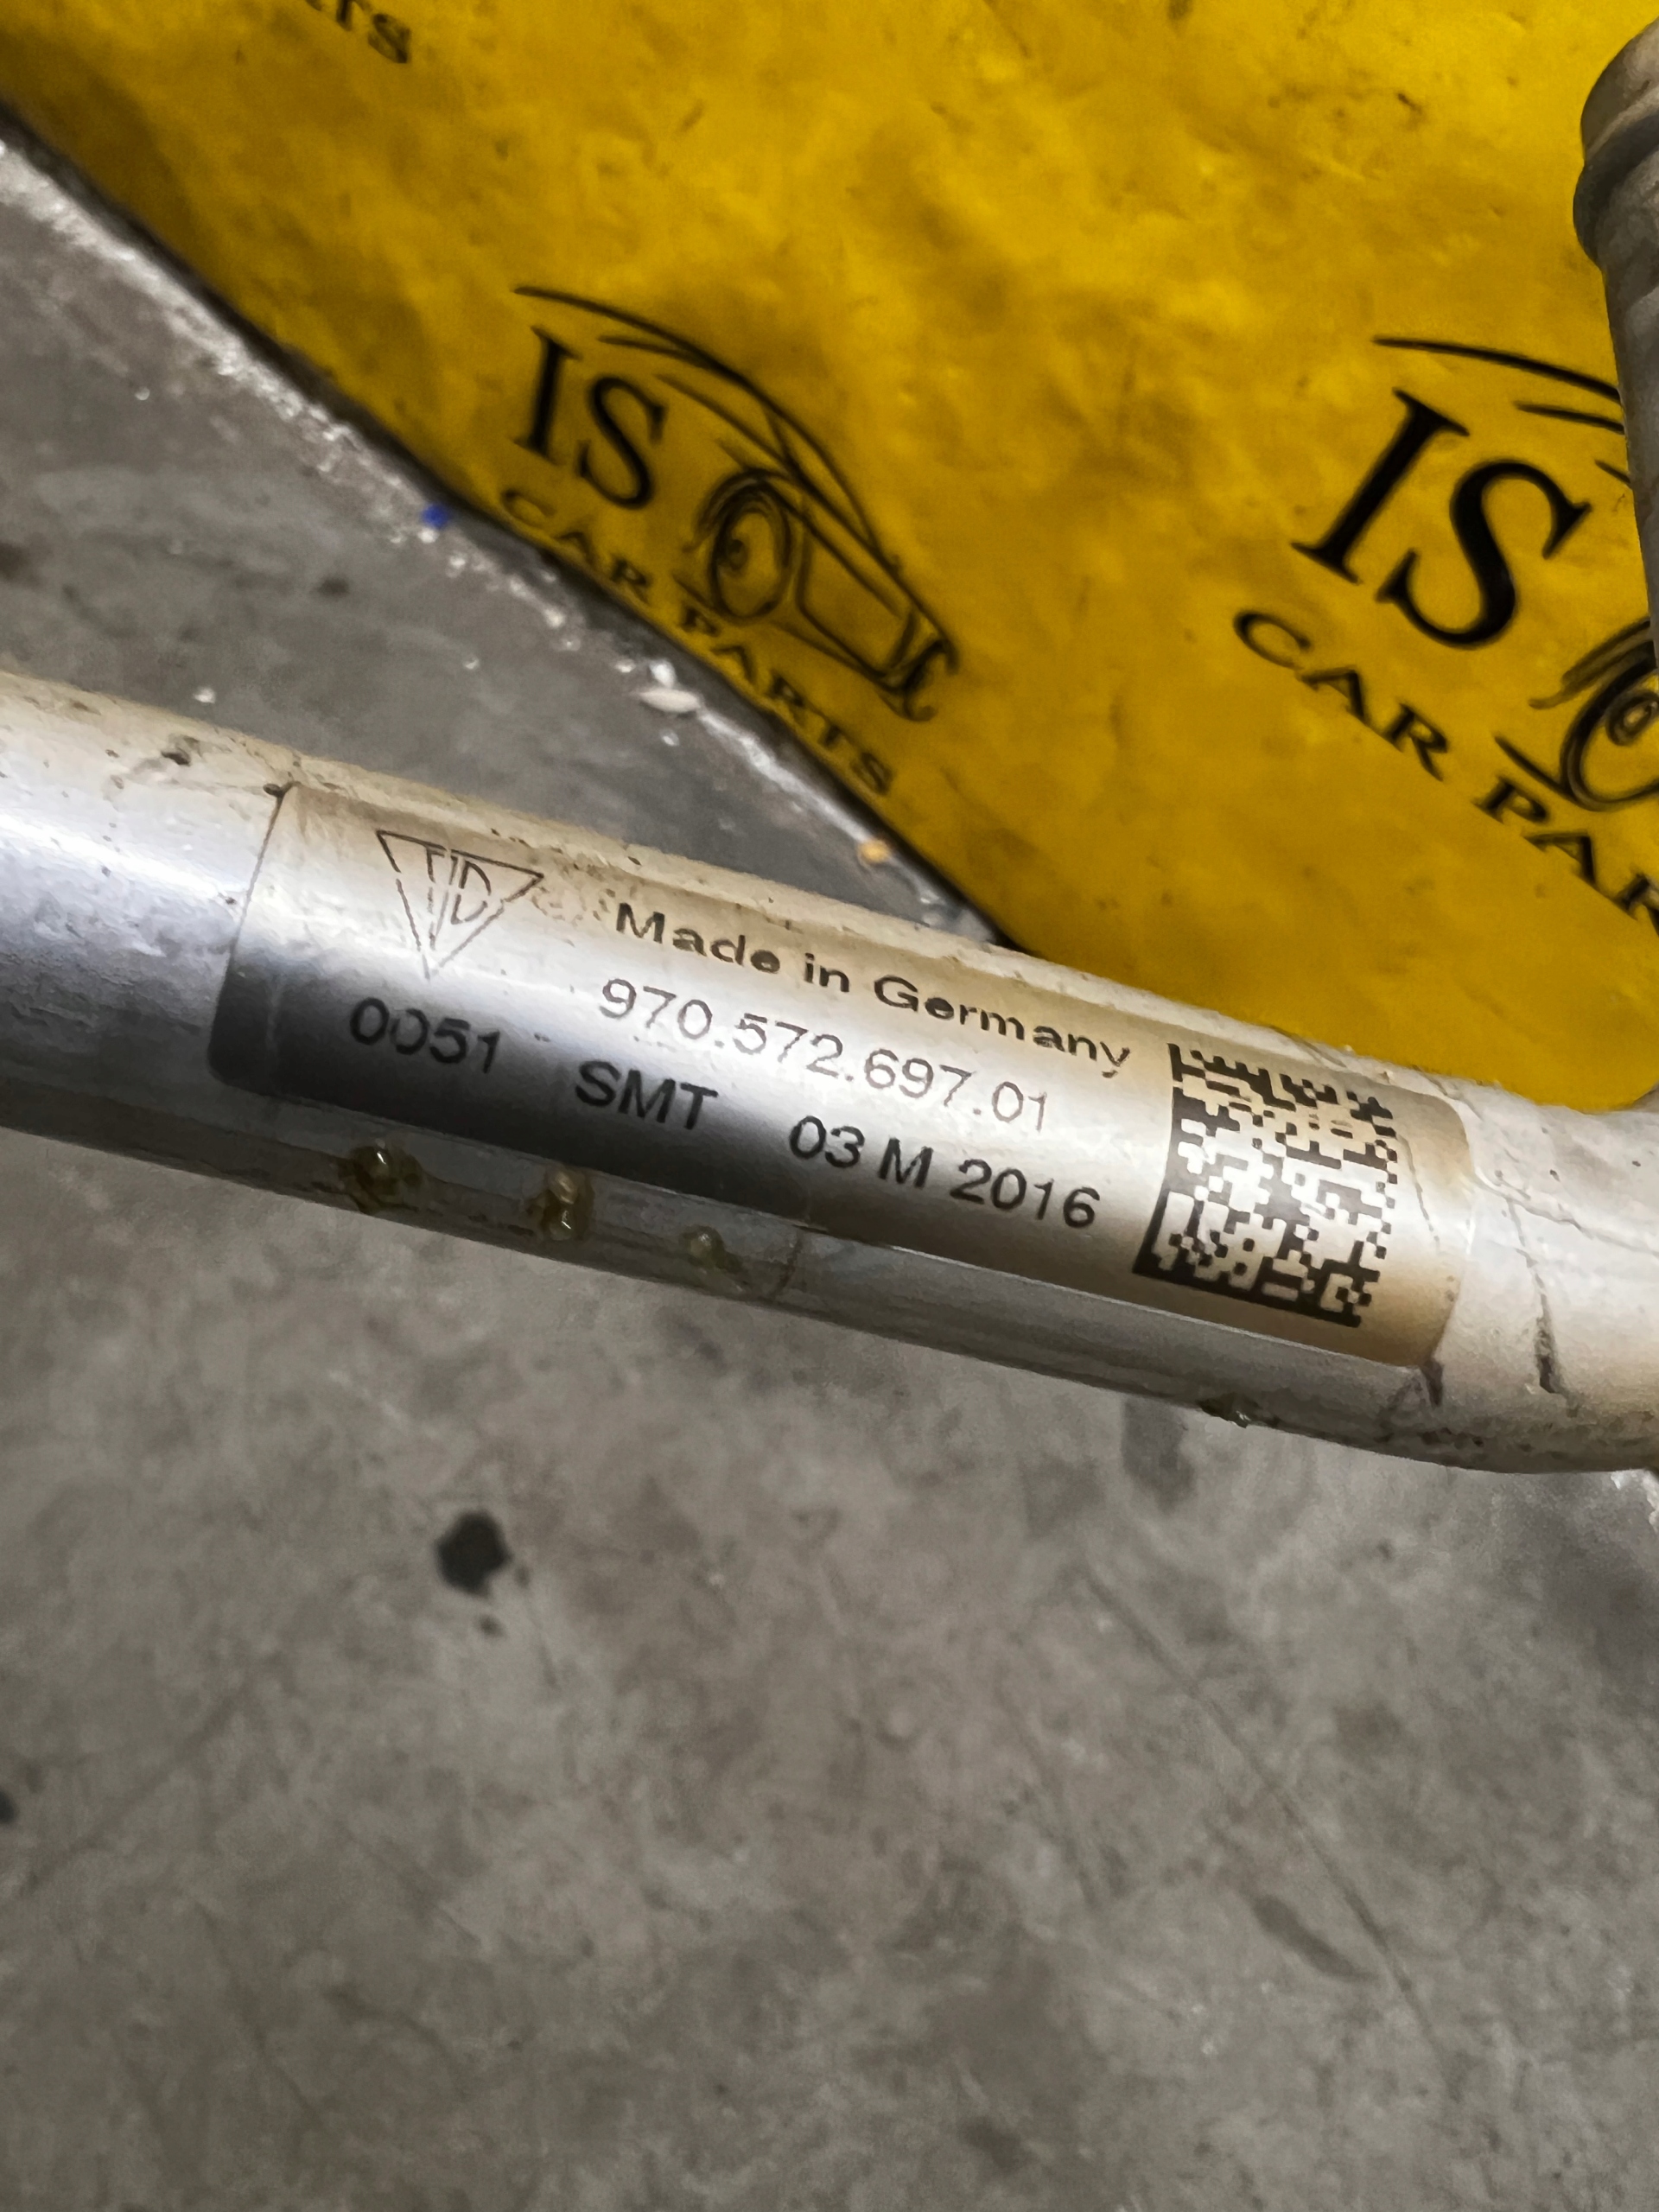 IS
CAR PARTS
IS
CAR PAR
Made in Germany
970.572.697.01
0051 SMT 03 M 2016